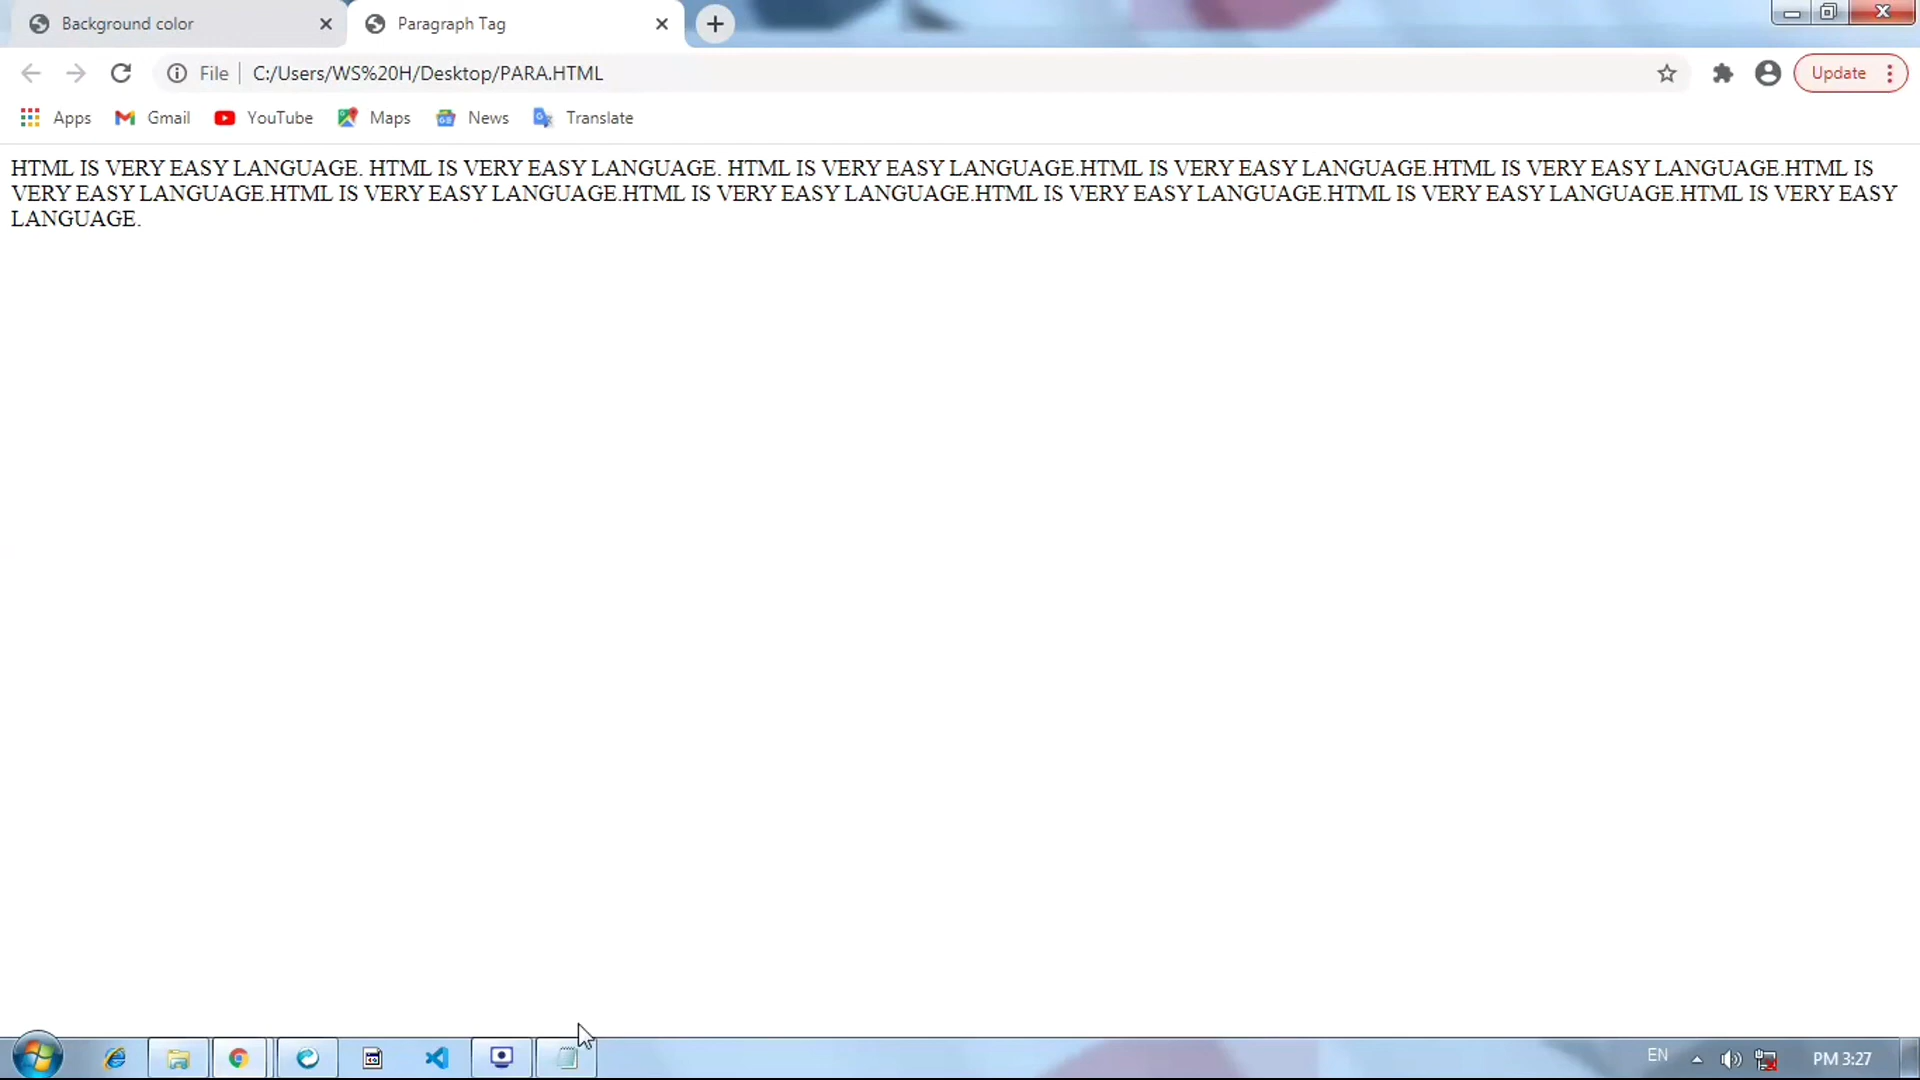 Background color
Paragraph Tag
File
C:/Users/WS%20H/Desktop/PARA.HTML
Update
Apps
Gmail
YouTube
Maps
News
Translate
HTML IS VERY EASY LANGUAGE. HTML IS VERY EASY LANGUAGE. HTML IS VERY EASY LANGUAGE.HTML IS VERY EASY LANGUAGE.HTML IS VERY EASY LANGUAGE.HTML IS
VERY EASY LANGUAGE.HTML IS VERY EASY LANGUAGE.HTML IS VERY EASY LANGUAGE.HTML IS VERY EASY LANGUAGE.HTML IS VERY EASY LANGUAGE.HTML IS VERY EASY
LANGUAGE.
EN
PM 3:27